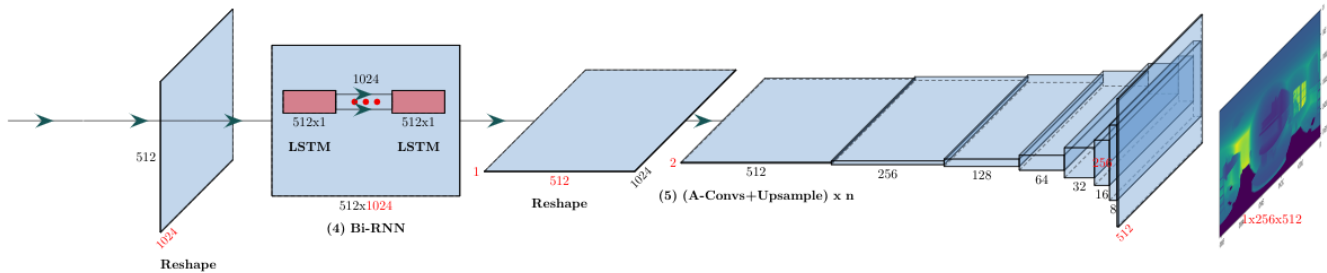 512
1024
Reshape
1024
512x1
512x1
LSTM
LSTM
512x1024
(4) Bi-RNN
1
512
1024
Reshape
2
512
256
128
64
32
256
16
8
512
(5) (A-Convs+Upsample) x n
1x256x512